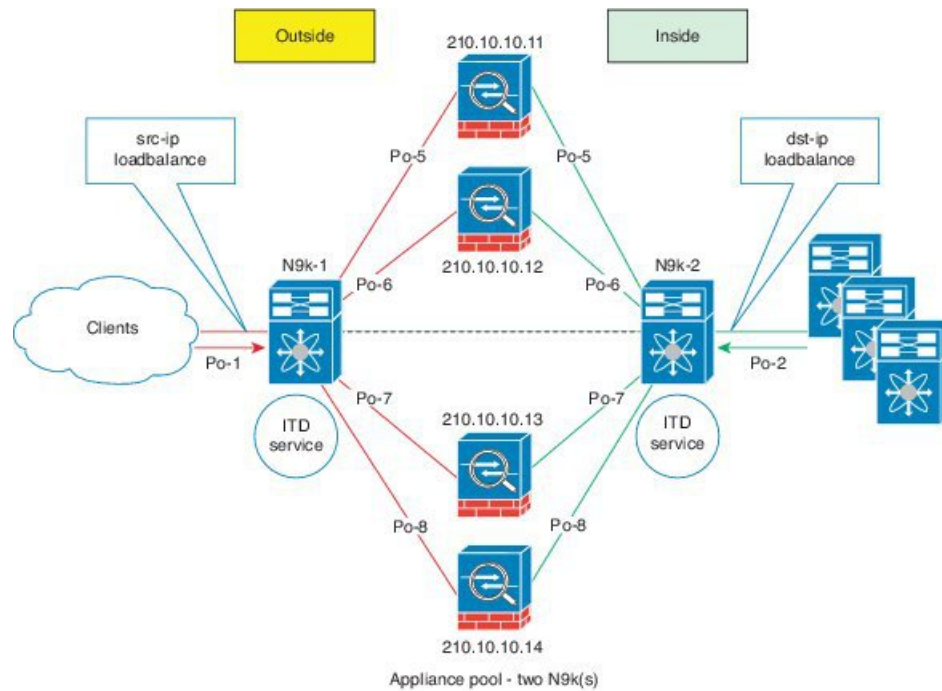 Outside
210.10.10.11
Inside
src-ip
loadbalance
dst-ip
loadbalance
Po-5
Po-5
N9k-1
Po-6
210.10.10.12
Po-6
N9k-2
Clients
Po-1
Po-2
Po-7
210.10.10.13
Po-7
ITD
service
ITD
service
Po-8
Po-8
210.10.10.14
Appliance pool - two N9k(s)